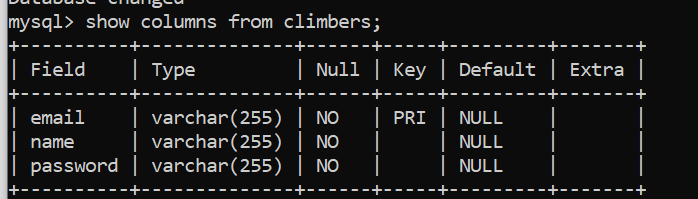 Database changed
mysql> show columns from climbers;
+----------+--------------+------+-----+---------+-------+
| Field    | Type         | Null | Key | Default | Extra |
+----------+--------------+------+-----+---------+-------+
| email    | varchar(255) | NO   | PRI | NULL    |       |
| name     | varchar(255) | NO   |     | NULL    |       |
| password | varchar(255) | NO   |     | NULL    |       |
+----------+--------------+------+-----+---------+-------+